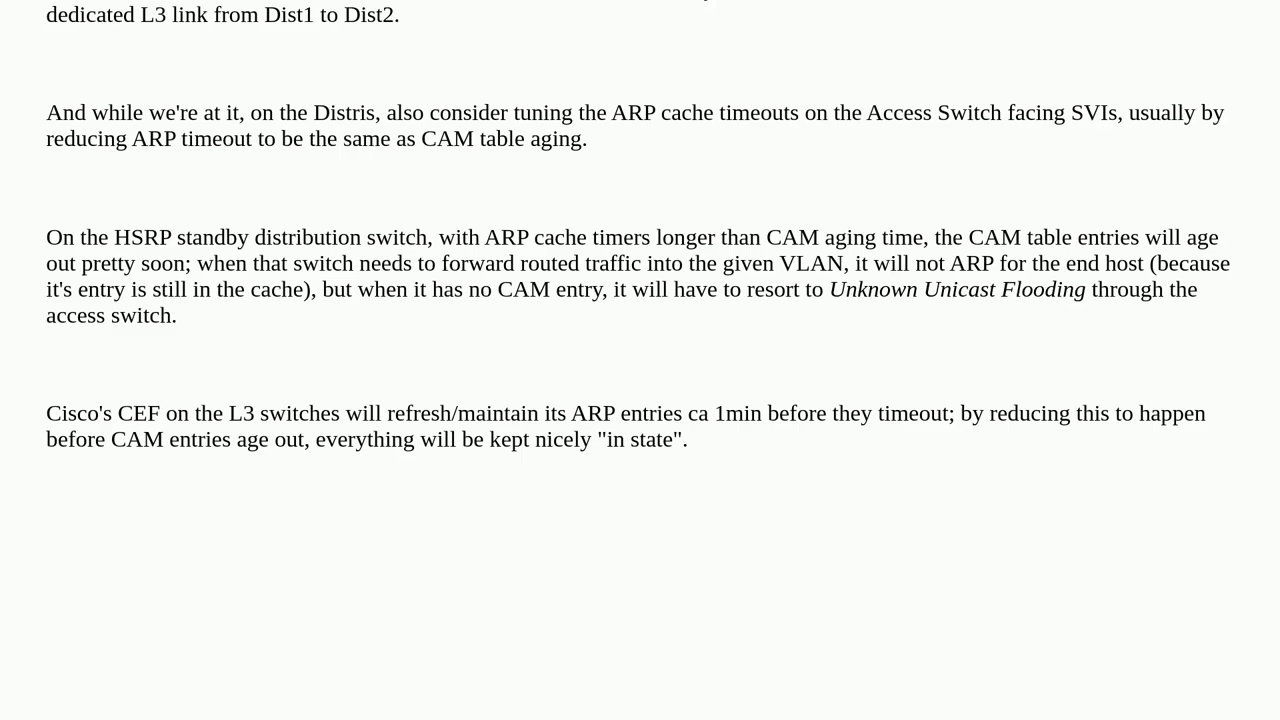 dedicated L3 link from Dist1 to Dist2.
And while we're at it, on the Distris, also consider tuning the ARP cache timeouts on the Access Switch facing SVIs, usually by
reducing ARP timeout to be the same as CAM table aging.
On the HSRP standby distribution switch, with ARP cache timers longer than CAM aging time, the CAM table entries will age
out pretty soon; when that switch needs to forward routed traffic into the given VLAN, it will not ARP for the end host (because
it's entry is still in the cache), but when it has no CAM entry, it will have to resort to Unknown Unicast Flooding through the
access switch.
Cisco's CEF on the L3 switches will refresh/maintain its ARP entries ca 1min before they timeout; by reducing this to happen
before CAM entries age out, everything will be kept nicely "in state".